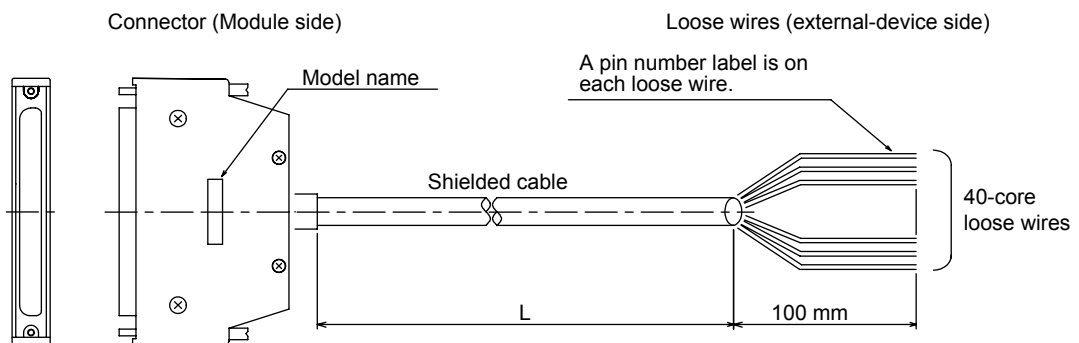 Connector (Module side)
Loose wires (external-device side)
Model name
A pin number label is on
each loose wire.
Shielded cable
40-core
loose wires
L
100 mm